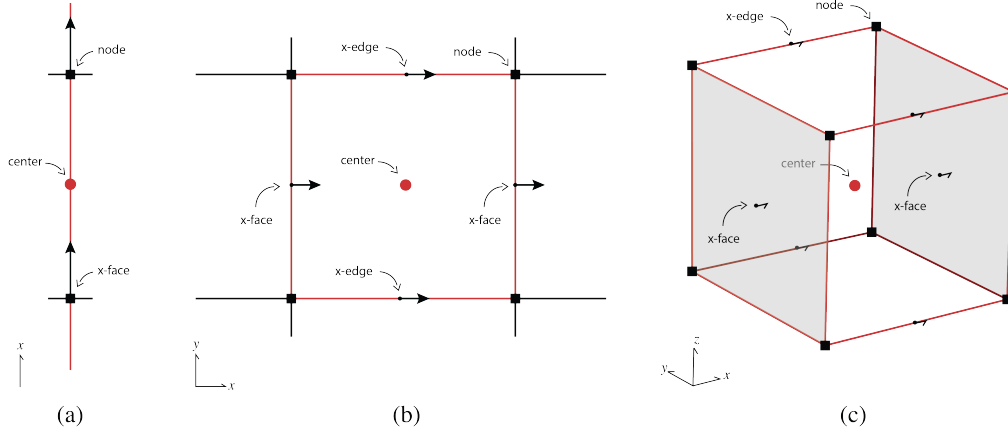 node
center
x-face
x
(a)
x-edge
node
center
x-face
x-face
x-edge
y
x
(b)
x-edge
node
center
x-face
x-face
z
y
x
(c)